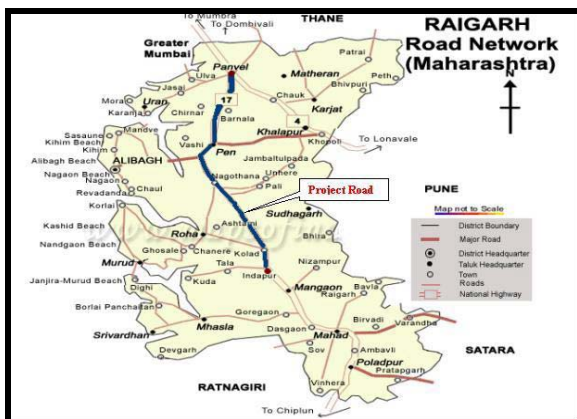 To Mumbra
To Dombivali
THANE
RAIGARH
Road Network
(Maharashtra)
N
Greater
Mumbai
Panvel
Ulva
Matheran
Patrai
Peth
Jasai
17
Chauk
Bhivpuri
Mora
Uran
Karanja
Chirnar
Barnala
4
Karjat
Khalapur
Sasaune
Mandve
Kihim
Kihim Beach
Vashi
Pen
Khopoli
To Lonavale
Alibagh Beach
ALIBAGH
Jambaltulpada
Nagaon Beach
Nagaon
Nagothana
Unhere
Pali
Revadanda
Chaul
Project Road
PUNE
Korlai
Sudhagarh
Map not to Scale
Kashid Beach
Ashtami
District Boundary
Major Road
Nandgaon Beach
Roha
Bhila
District Headquarter
Ghosale
Chanere
Kolad
Taluk Headquarter
Murud
Tala
Nizampur
Town
Janjira-Murud Beach
Indapur
Roads
Dighi
Kuda
Mangaon
Bavla
National Highway
Raigarh
Borlai Panchaitan
Goregaon
Birvadi
Varandha
Srivardhan
Mhasla
Dasgaon
Mahad
Devgarh
Sov
Ambavli
SATARA
Poladpur
Pratapgarh
RATNAGIRI
Vinhera
To Chiplun